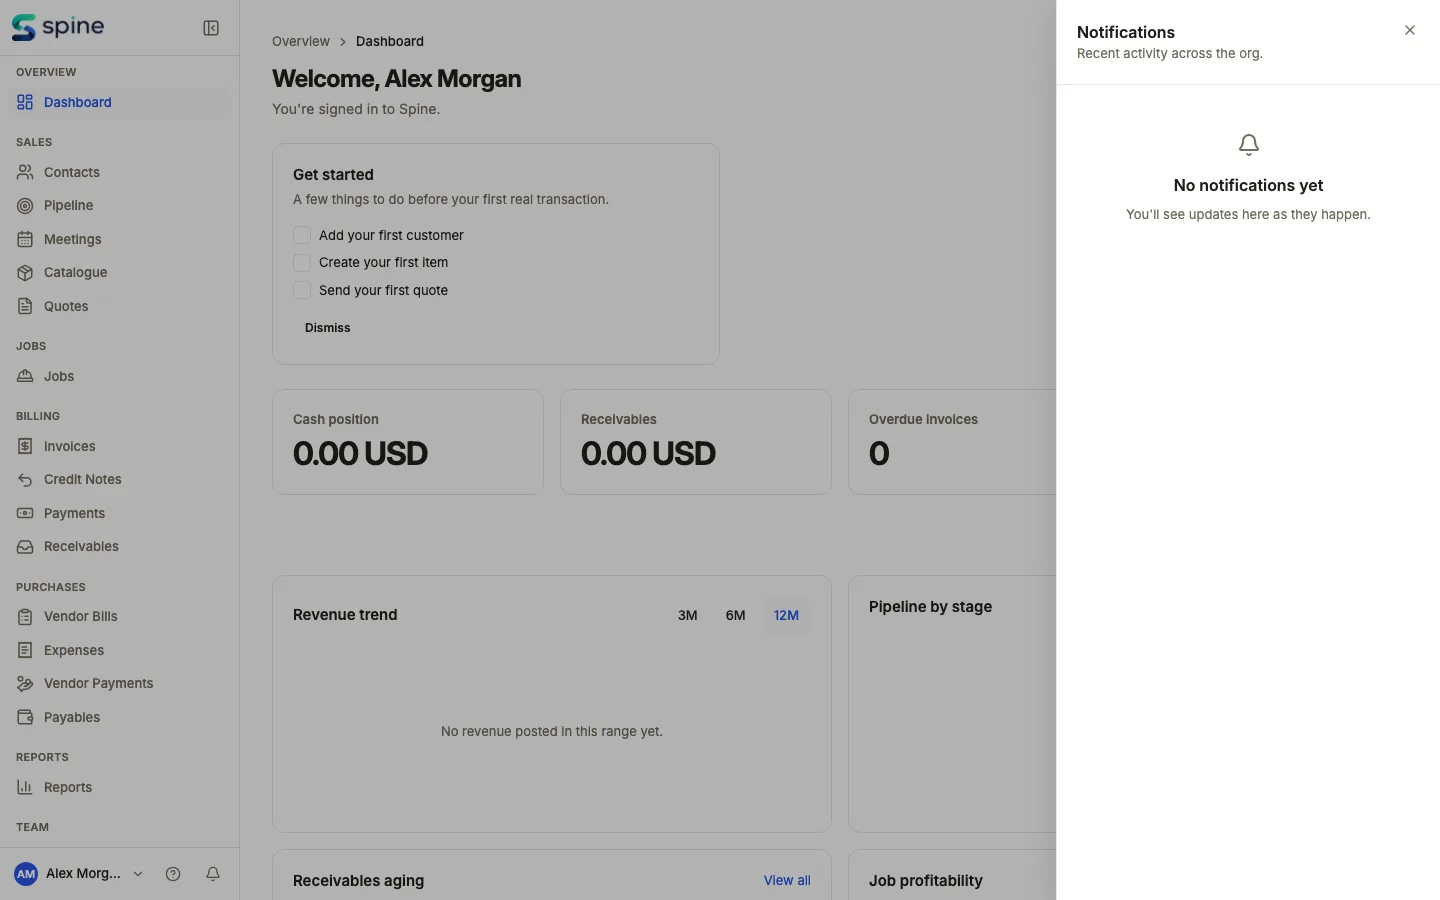 spine
OVERVIEW
Dashboard
SALES
Contacts
Pipeline
Meetings
Catalogue
Quotes
JOBS
Jobs
BILLING
Invoices
Credit Notes
Payments
Receivables
PURCHASES
Vendor Bills
Expenses
Vendor Payments
Payables
REPORTS
Reports
TEAM
AM Alex Morg...
Overview > Dashboard
Welcome, Alex Morgan
You're signed in to Spine.
Get started
A few things to do before your first real transaction.
Add your first customer
Create your first item
Send your first quote
Dismiss
Cash position
0.00 USD
Receivables
0.00 USD
Overdue invoices
0
Revenue trend
3M 6M 12M
No revenue posted in this range yet.
Pipeline by stage
Receivables aging
View all
Job profitability
Notifications
Recent activity across the org.
No notifications yet
You'll see updates here as they happen.